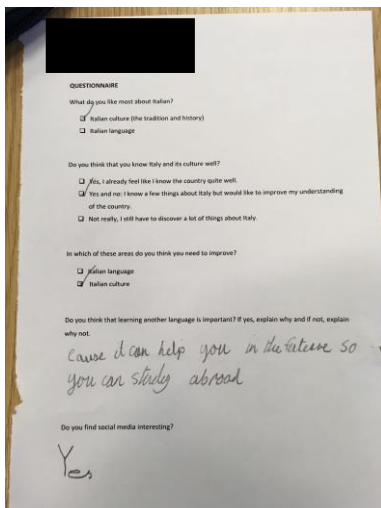 QUESTIONNAIRE
What do you like most about Italian?
Italian culture (the tradition and history)
Italian language
Do you think that you know Italy and its culture well?
Yes, I already feel like I know the country quite well.
Yes and no: I know a few things about Italy but would like to improve my understanding
of the country.
Not really, I still have to discover a lot of things about Italy.
In which of these areas do you think you need to improve?
Italian language
Italian culture
Do you think that learning another language is important? If yes, explain why and if not, explain
why not.
cause it can help you in the future so
you can study abroad
Do you find social media interesting?
Yes